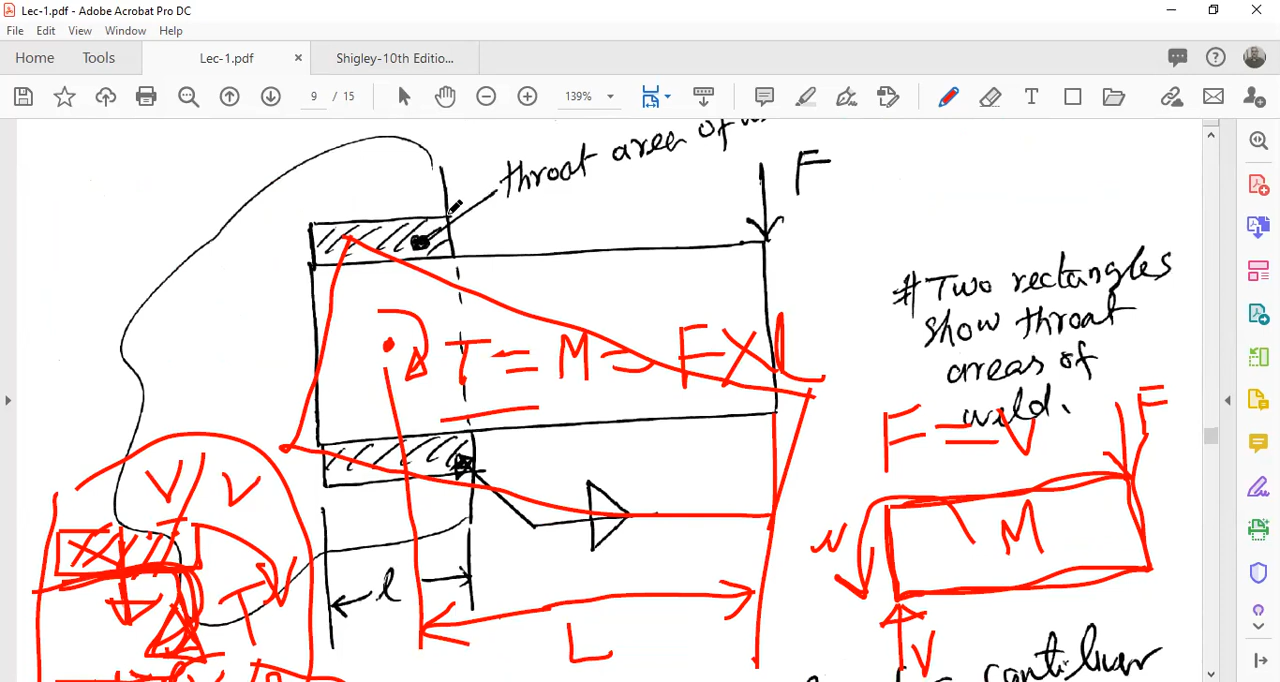 Lec-1.pdf - Adobe Acrobat Pro DC
File Edit View Window Help
Home Tools Lec-1.pdf × Shigley-10th Editio...
9 / 15 139%
throat area of
F
# Two rectangles
show throat
areas of
weld.
T = M = F X L
F = V
F
M
V
V V
T
l
L
cantiliver